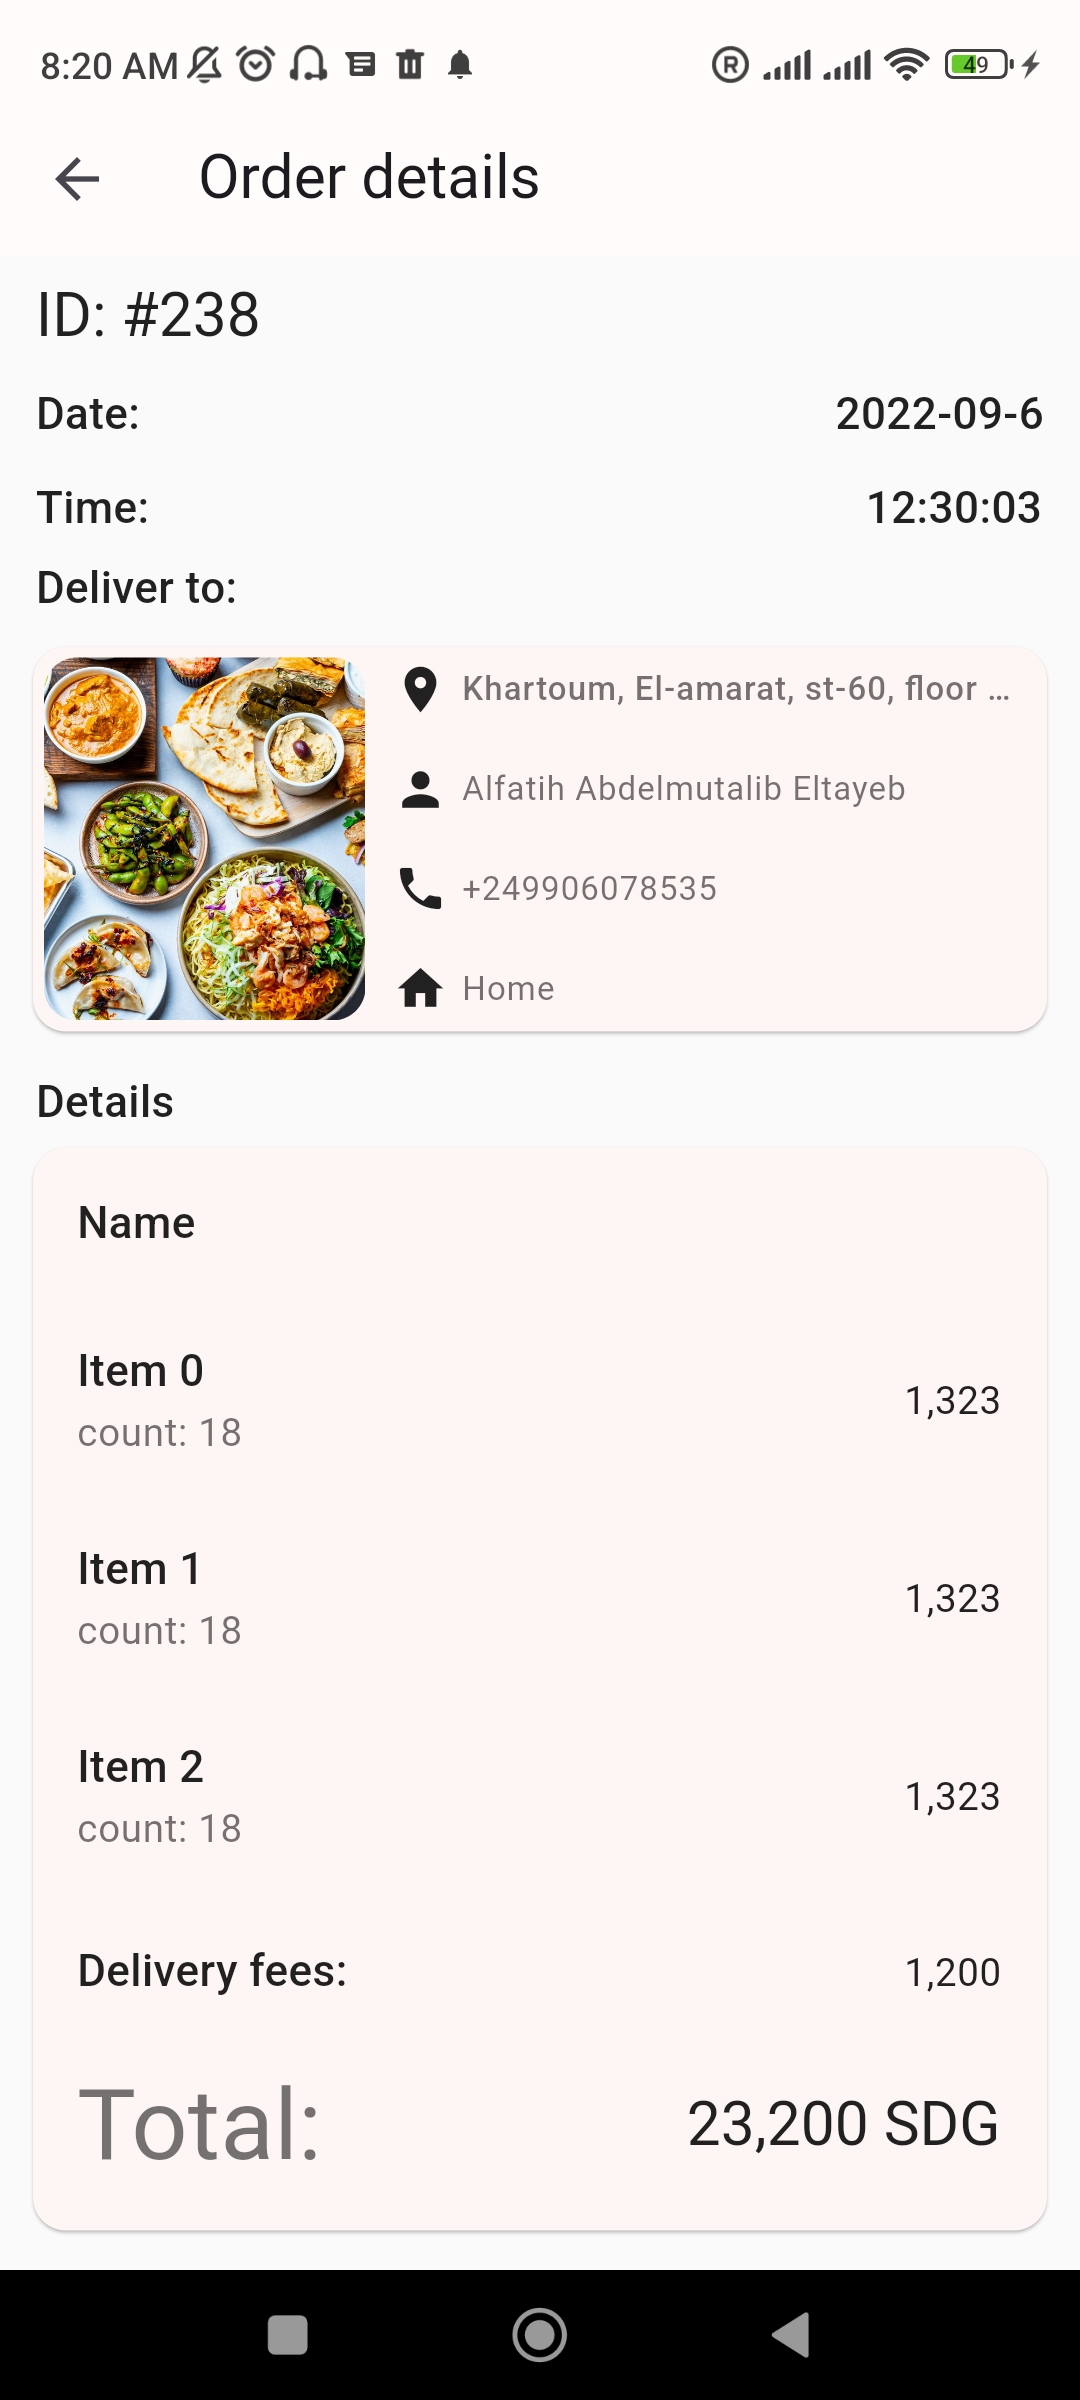 8:20 AM
49
Order details
ID: #238
Date: 2022-09-6
Time: 12:30:03
Deliver to:
Khartoum, El-amarat, st-60, floor ...
Alfatih Abdelmutalib Eltayeb
+249906078535
Home
Details
Name
Item 0
count: 18
1,323
Item 1
count: 18
1,323
Item 2
count: 18
1,323
Delivery fees: 1,200
Total: 23,200 SDG